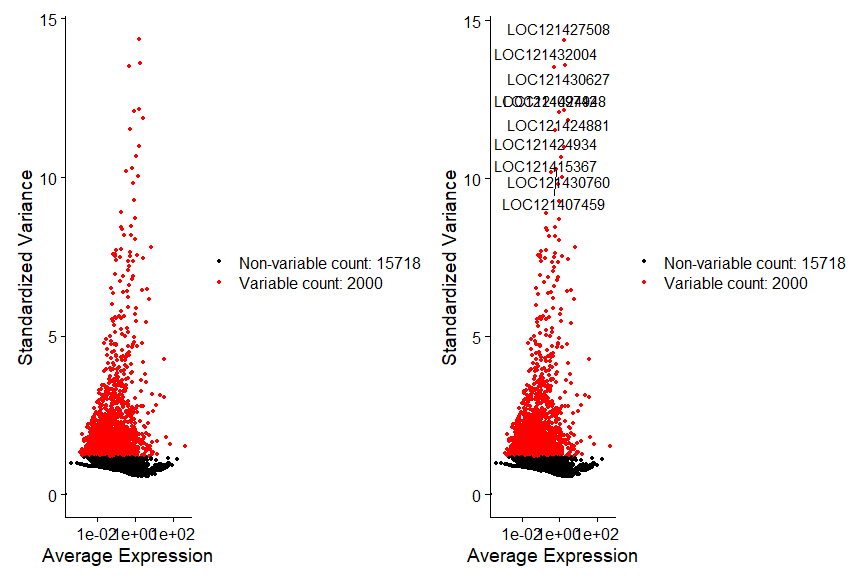 15
10
5
0
Standardized Variance
1e-02
1e+00
1e+02
Average Expression
Non-variable count: 15718
Variable count: 2000
15
10
5
0
Standardized Variance
LOC121427508
LOC121432004
LOC121430627
LOC121424881
LOC121424934
LOC121415367
LOC121430760
LOC121407459
1e-02
1e+00
1e+02
Average Expression
Non-variable count: 15718
Variable count: 2000